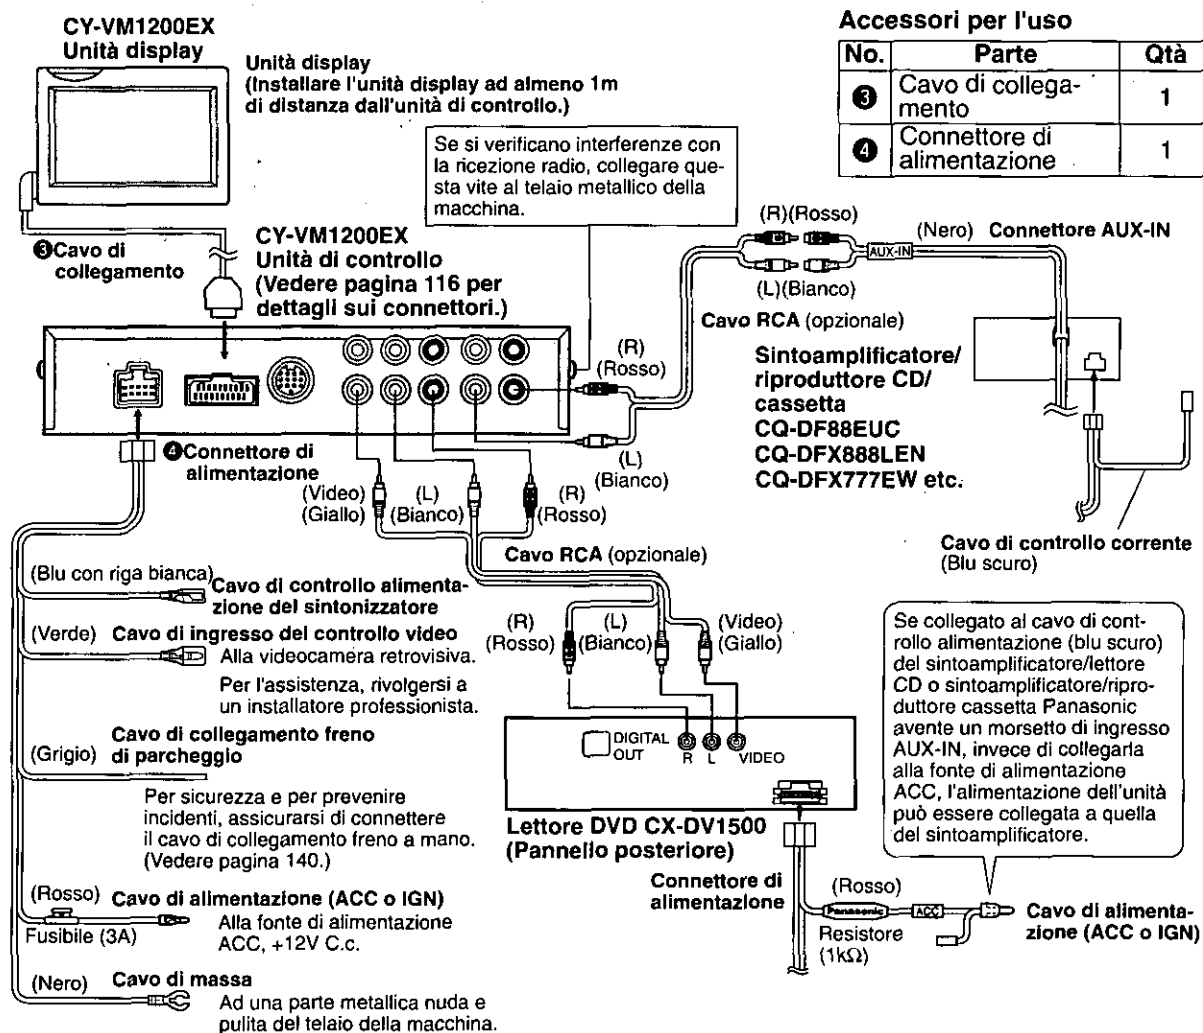 CY-VM1200EX
Unità display
Unità display
(Installare l'unità display ad almeno 1m
di distanza dall'unità di controllo.)
Accessori per l'uso
No.
Parte
Qtà
❸
Cavo di collega-
mento
1
❹
Connettore di
alimentazione
1
Se si verificano interferenze con
la ricezione radio, collegare que-
sta vite al telaio metallico della
macchina.
❸Cavo di
collegamento
CY-VM1200EX
Unità di controllo
(Vedere pagina 116 per
dettagli sui connettori.)
(R)(Rosso)
(L)(Bianco)
AUX-IN
(Nero) Connettore AUX-IN
Cavo RCA (opzionale)
(R)
(Rosso)
(L)
(Bianco)
Sintoamplificatore/
riproduttore CD/
cassetta
CQ-DF88EUC
CQ-DFX888LEN
CQ-DFX777EW etc.
Cavo di controllo corrente
(Blu scuro)
❹Connettore di
alimentazione
(Video)
(Giallo)
(L)
(Bianco)
(R)
(Rosso)
Cavo RCA (opzionale)
(Blu con riga bianca)
Cavo di controllo alimenta-
zione del sintonizzatore
(Verde) Cavo di ingresso del controllo video
Alla videocamera retrovisiva.
Per l'assistenza, rivolgersi a
un installatore professionista.
(Grigio)
Cavo di collegamento freno
di parcheggio
Per sicurezza e per prevenire
incidenti, assicurarsi di connettere
il cavo di collegamento freno a mano.
(Vedere pagina 140.)
(Rosso) Cavo di alimentazione (ACC o IGN)
Fusibile (3A)
Alla fonte di alimentazione
ACC, +12V C.c.
(Nero) Cavo di massa
Ad una parte metallica nuda e
pulita del telaio della macchina.
(R)
(Rosso)
(L)
(Bianco)
(Video)
(Giallo)
DIGITAL
OUT
R L VIDEO
Lettore DVD CX-DV1500
(Pannello posteriore)
Se collegato al cavo di cont-
rollo alimentazione (blu scuro)
del sintoamplificatore/lettore
CD o sintoamplificatore/ripro-
duttore cassetta Panasonic
avente un morsetto di ingresso
AUX-IN, invece di collegarla
alla fonte di alimentazione
ACC, l'alimentazione dell'unità
può essere collegata a quella
del sintoamplificatore.
Connettore di
alimentazione
(Rosso)
Panasonic
ACC
Resistore
(1kΩ)
Cavo di alimenta-
zione (ACC o IGN)